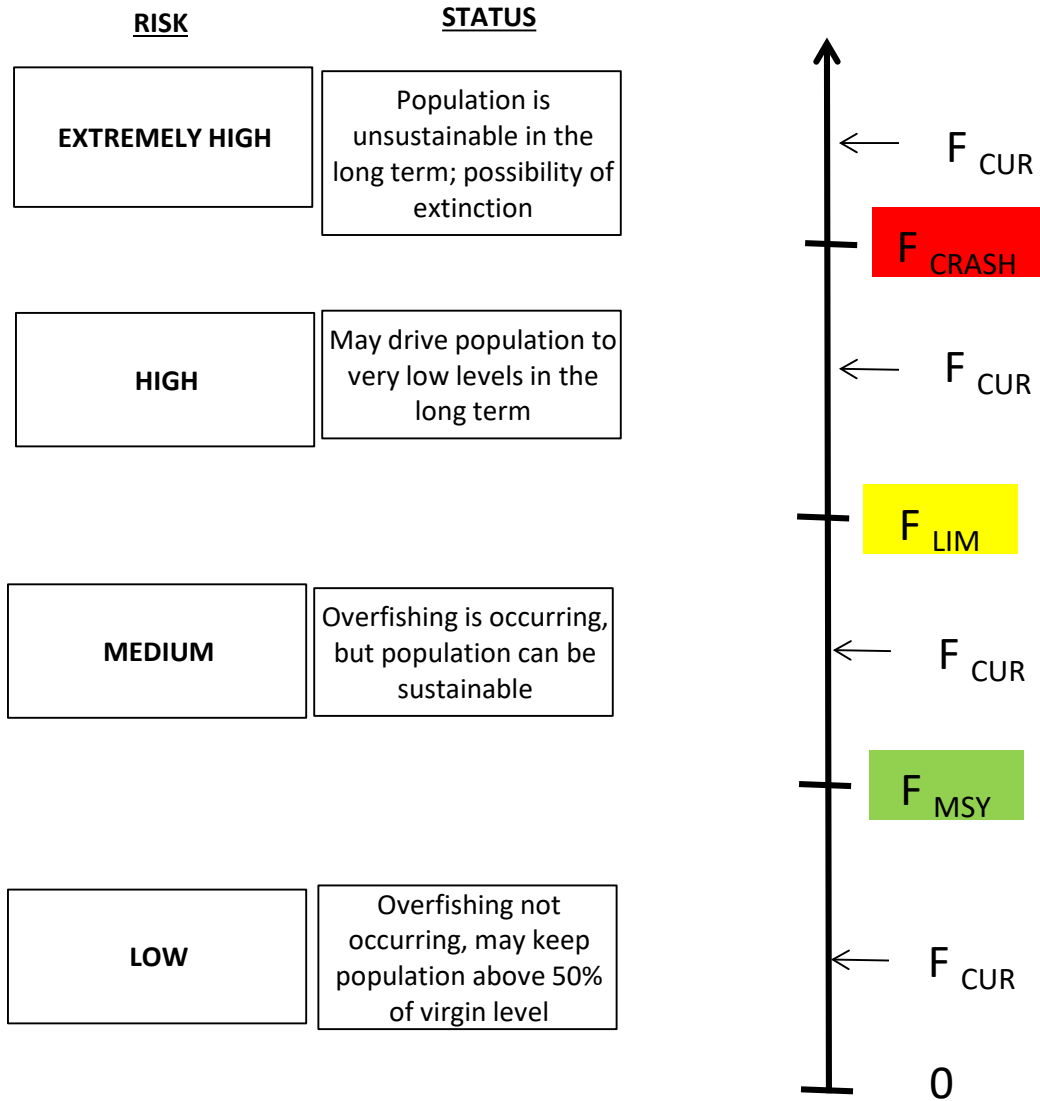 RISK
STATUS
EXTREMELY HIGH
Population is
unsustainable in the
long term; possibility of
extinction
F CUR
F CRASH
HIGH
May drive population to
very low levels in the
long term
F CUR
F LIM
MEDIUM
Overfishing is occurring,
but population can be
sustainable
F CUR
F MSY
LOW
Overfishing not
occurring, may keep
population above 50%
of virgin level
F CUR
0